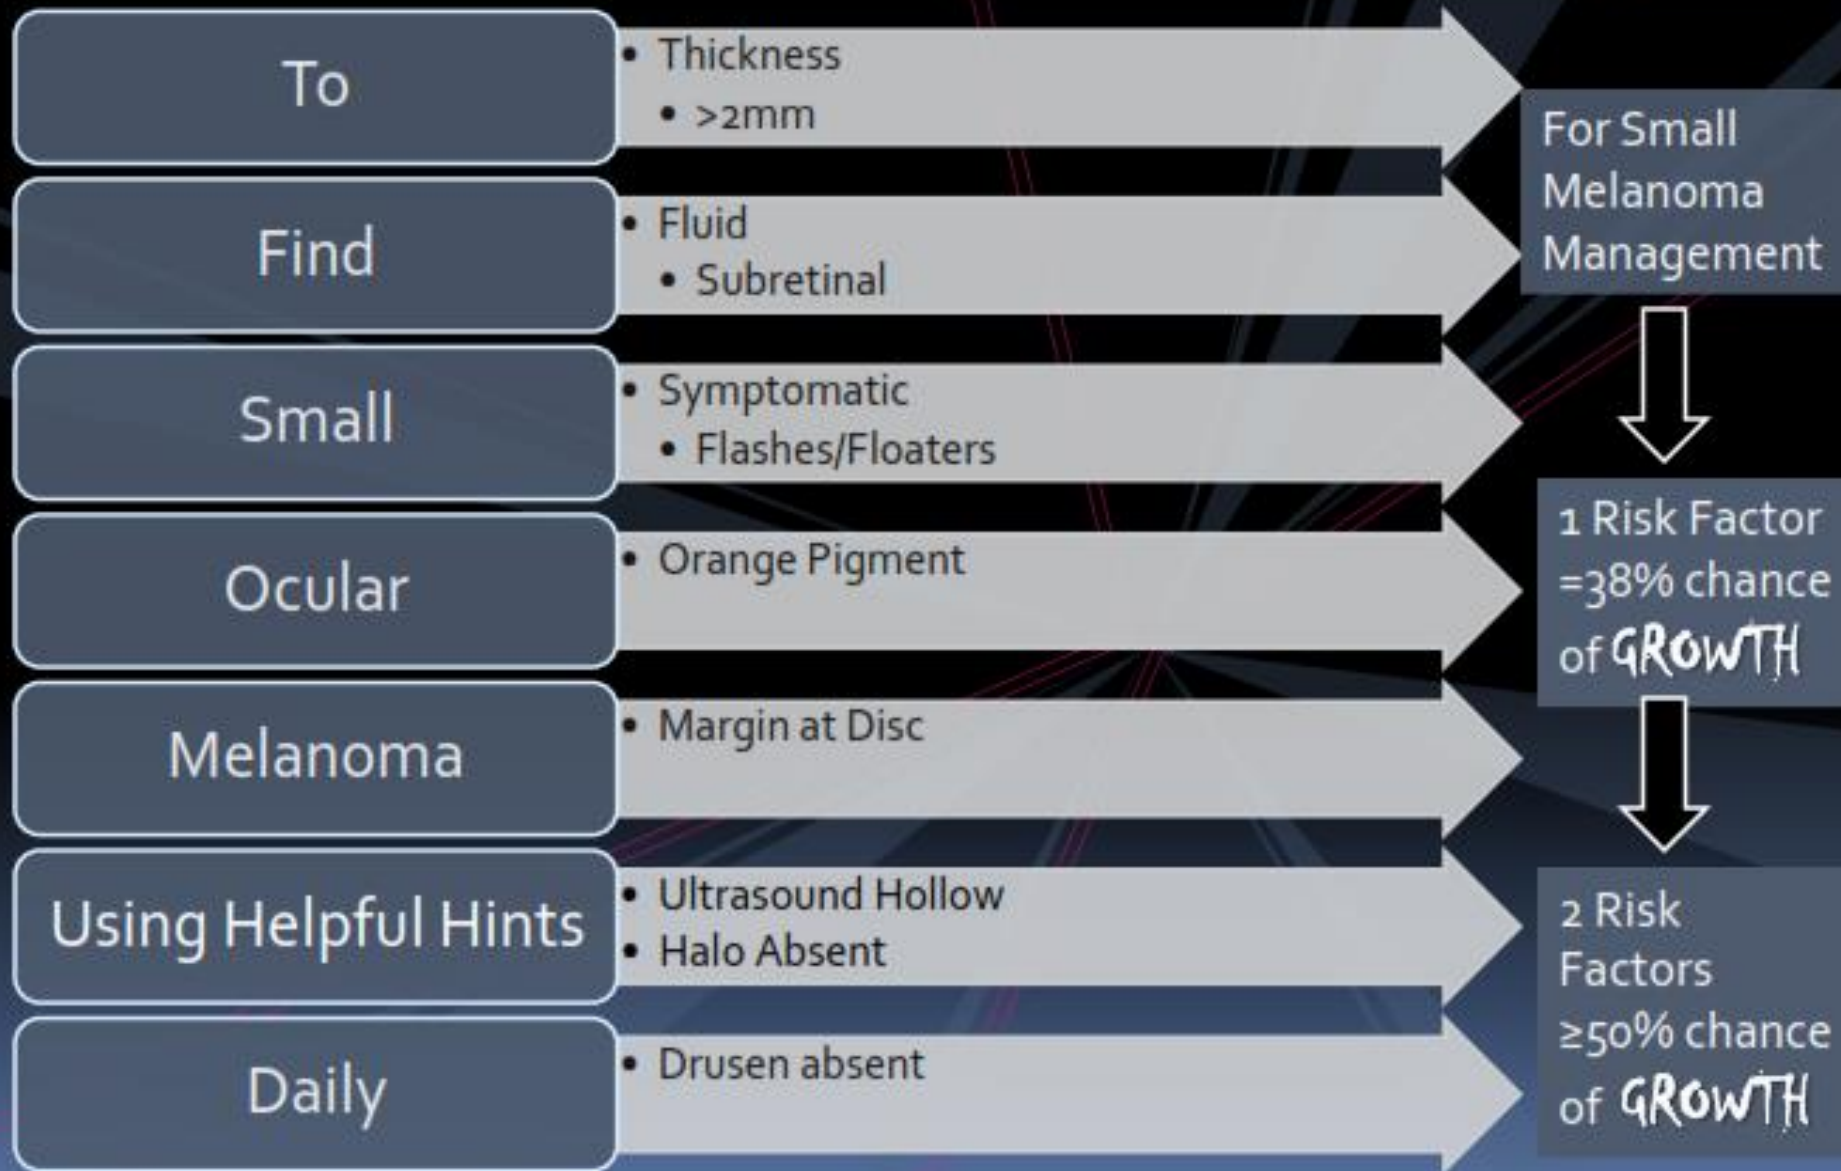 To
• Thickness
• >2mm
Find
• Fluid
• Subretinal
Small
• Symptomatic
• Flashes/Floaters
Ocular
• Orange Pigment
Melanoma
• Margin at Disc
Using Helpful Hints
• Ultrasound Hollow
• Halo Absent
Daily
• Drusen absent
For Small
Melanoma
Management
1 Risk Factor
=38% chance
of GROWTH
2 Risk
Factors
≥50% chance
of GROWTH